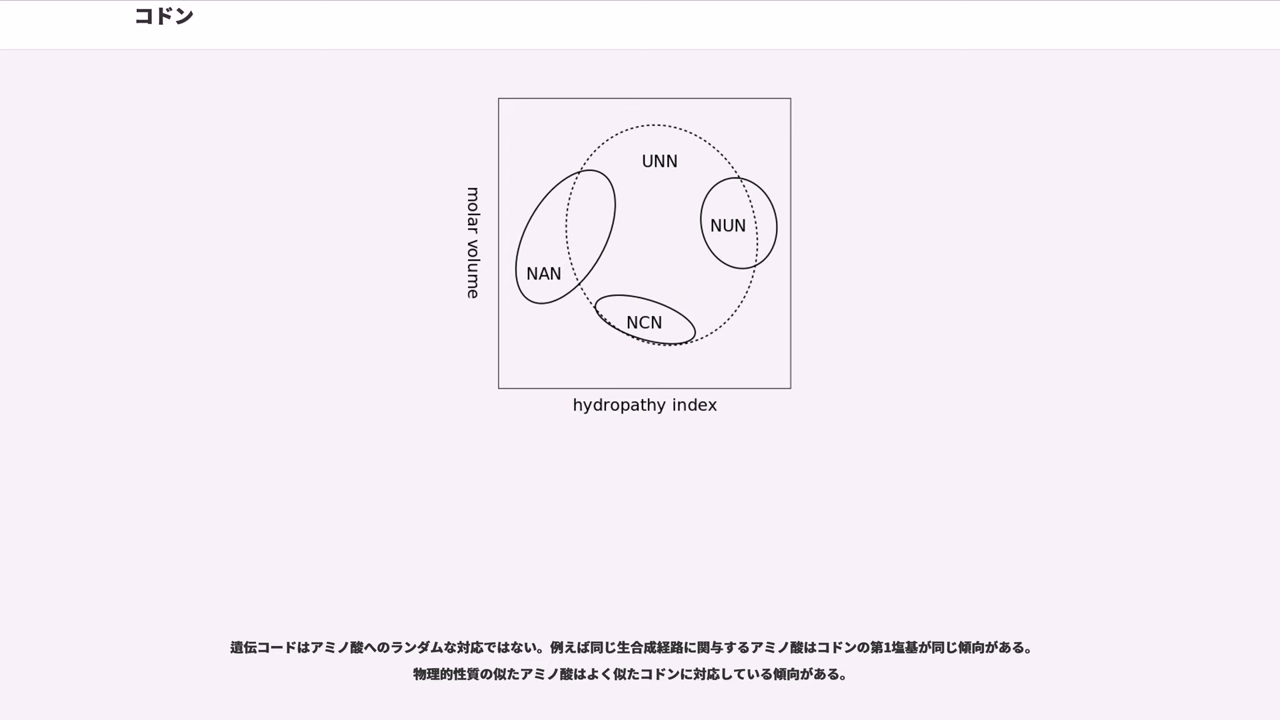 コドン
UNN
NUN
NAN
NCN
molar volume
hydropathy index
遺伝コードはアミノ酸へのランダムな対応ではない。例えば同じ生合成経路に関与するアミノ酸はコドンの第1塩基が同じ傾向がある。
物理的性質の似たアミノ酸はよく似たコドンに対応している傾向がある。